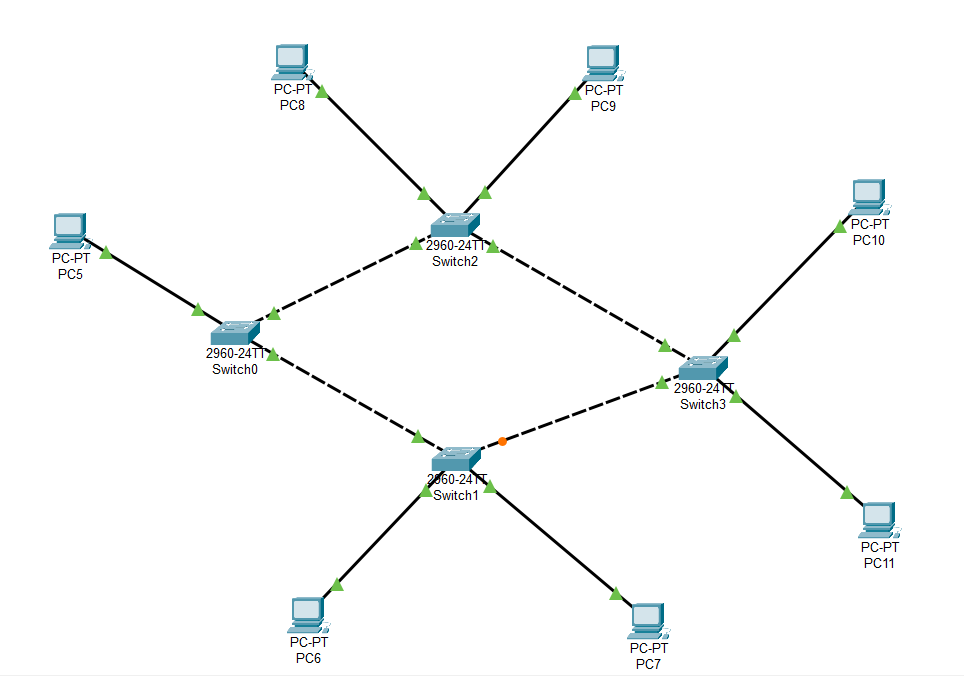 PC-PT
PC8
PC-PT
PC9
PC-PT
PC10
PC-PT
PC5
2960-24TT
Switch2
2960-24TT
Switch0
2960-24TT
Switch3
2960-24TT
Switch1
PC-PT
PC11
PC-PT
PC6
PC-PT
PC7